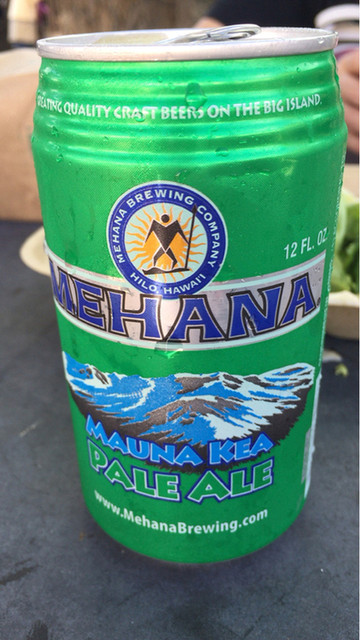 CREATING QUALITY CRAFT BEERS ON THE BIG ISLAND.
MEHANA BREWING COMPANY
HILO, HAWAI'I
12 FL. OZ.
MEHANA
MAUNA KEA
PALE ALE
www.MehanaBrewing.com